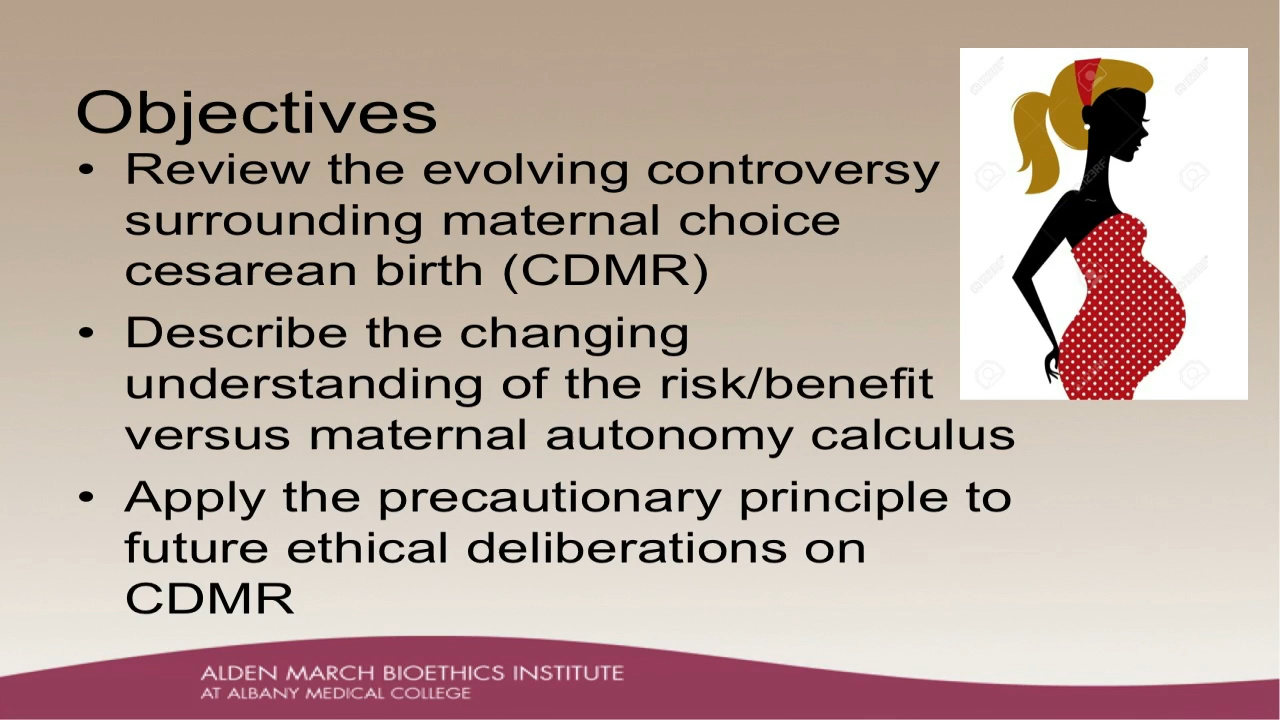 Objectives
• Review the evolving controversy
surrounding maternal choice
cesarean birth (CDMR)
• Describe the changing
understanding of the risk/benefit
versus maternal autonomy calculus
• Apply the precautionary principle to
future ethical deliberations on
CDMR
ALDEN MARCH BIOETHICS INSTITUTE
AT ALBANY MEDICAL COLLEGE